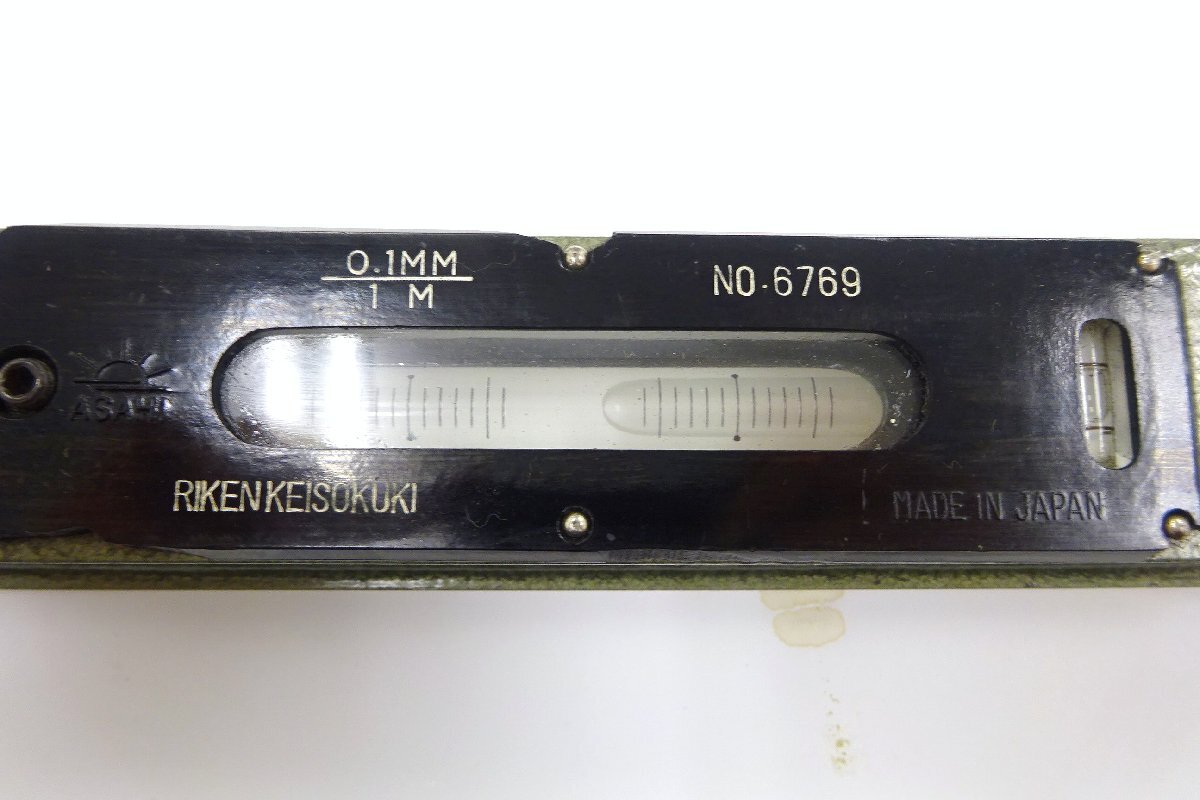 0.1MM
1 M
NO.6769
ASAHI
RIKEN KEISOKUKI
MADE IN JAPAN